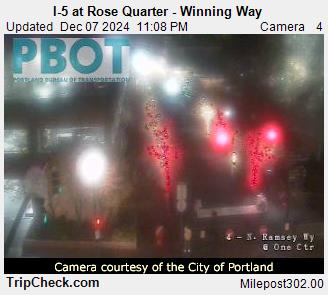 I-5 at Rose Quarter - Winning Way
Updated Dec 07 2024 11:08 PM Camera 4
PBOT
PORTLAND BUREAU OF TRANSPORTATION
4 - N. Ramsey Wy
@ One Ctr
Camera courtesy of the City of Portland
TripCheck.com Milepost302.00